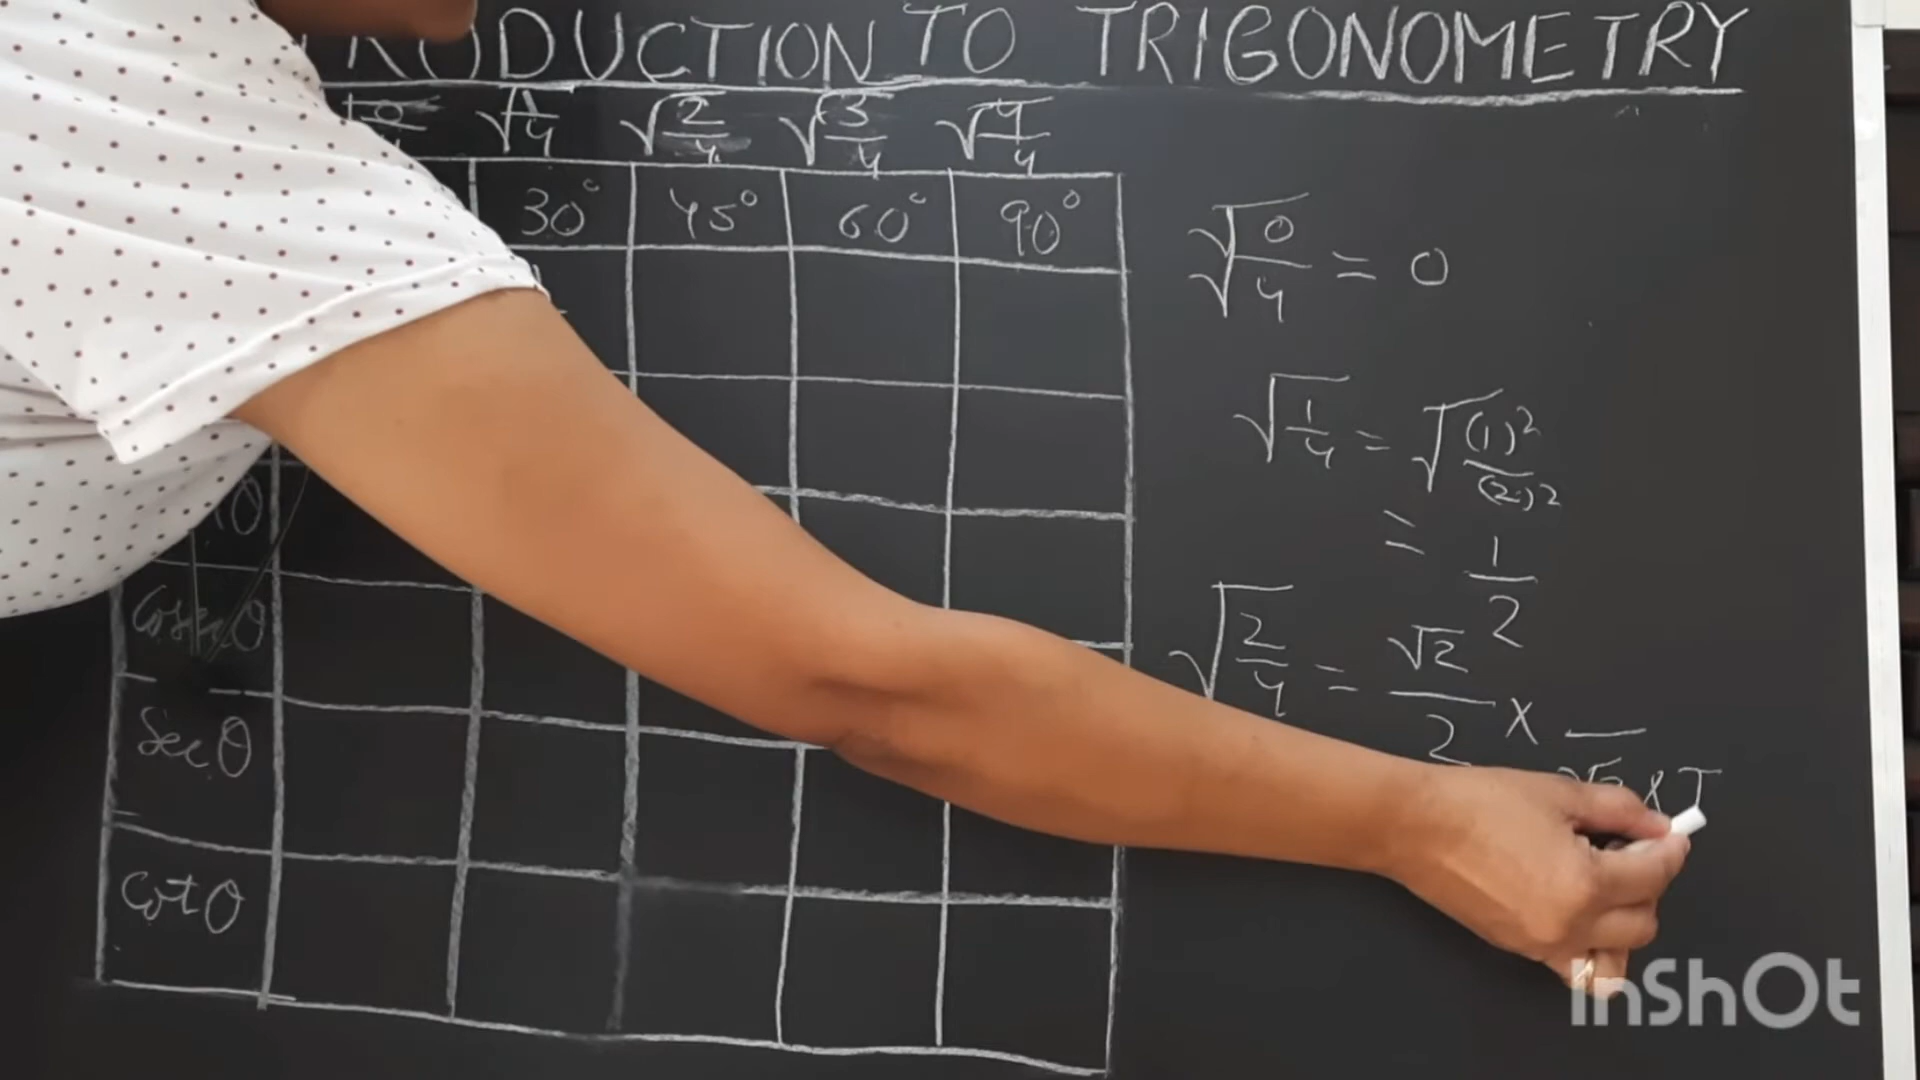 RODUCTION TO TRIGONOMETRY
√1/4 √2/4 √3/4 √4/4
30° 45° 60° 90°
√0/√4 = 0
√1/4 = √(1)²/(2)²
= 1/2
√2/4 = √2/2 ×
θ
Cosec θ
Sec θ
Cot θ
InShOt